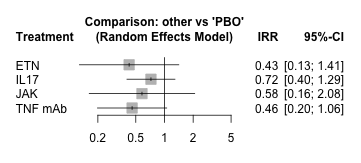 Comparison: other vs 'PBO'
Treatment (Random Effects Model) IRR 95%-CI
ETN 0.43 [0.13; 1.41]
IL17 0.72 [0.40; 1.29]
JAK 0.58 [0.16; 2.08]
TNF mAb 0.46 [0.20; 1.06]
0.2 0.5 1 2 5